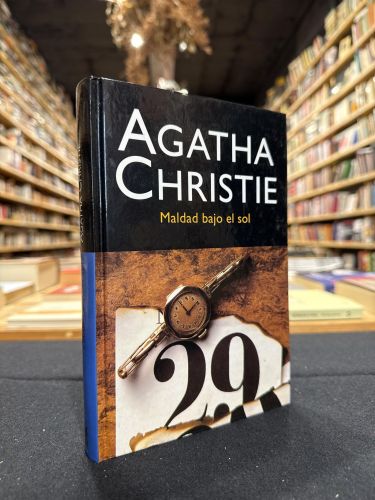 AGATHA
CHRISTIE
Maldad bajo el sol
29